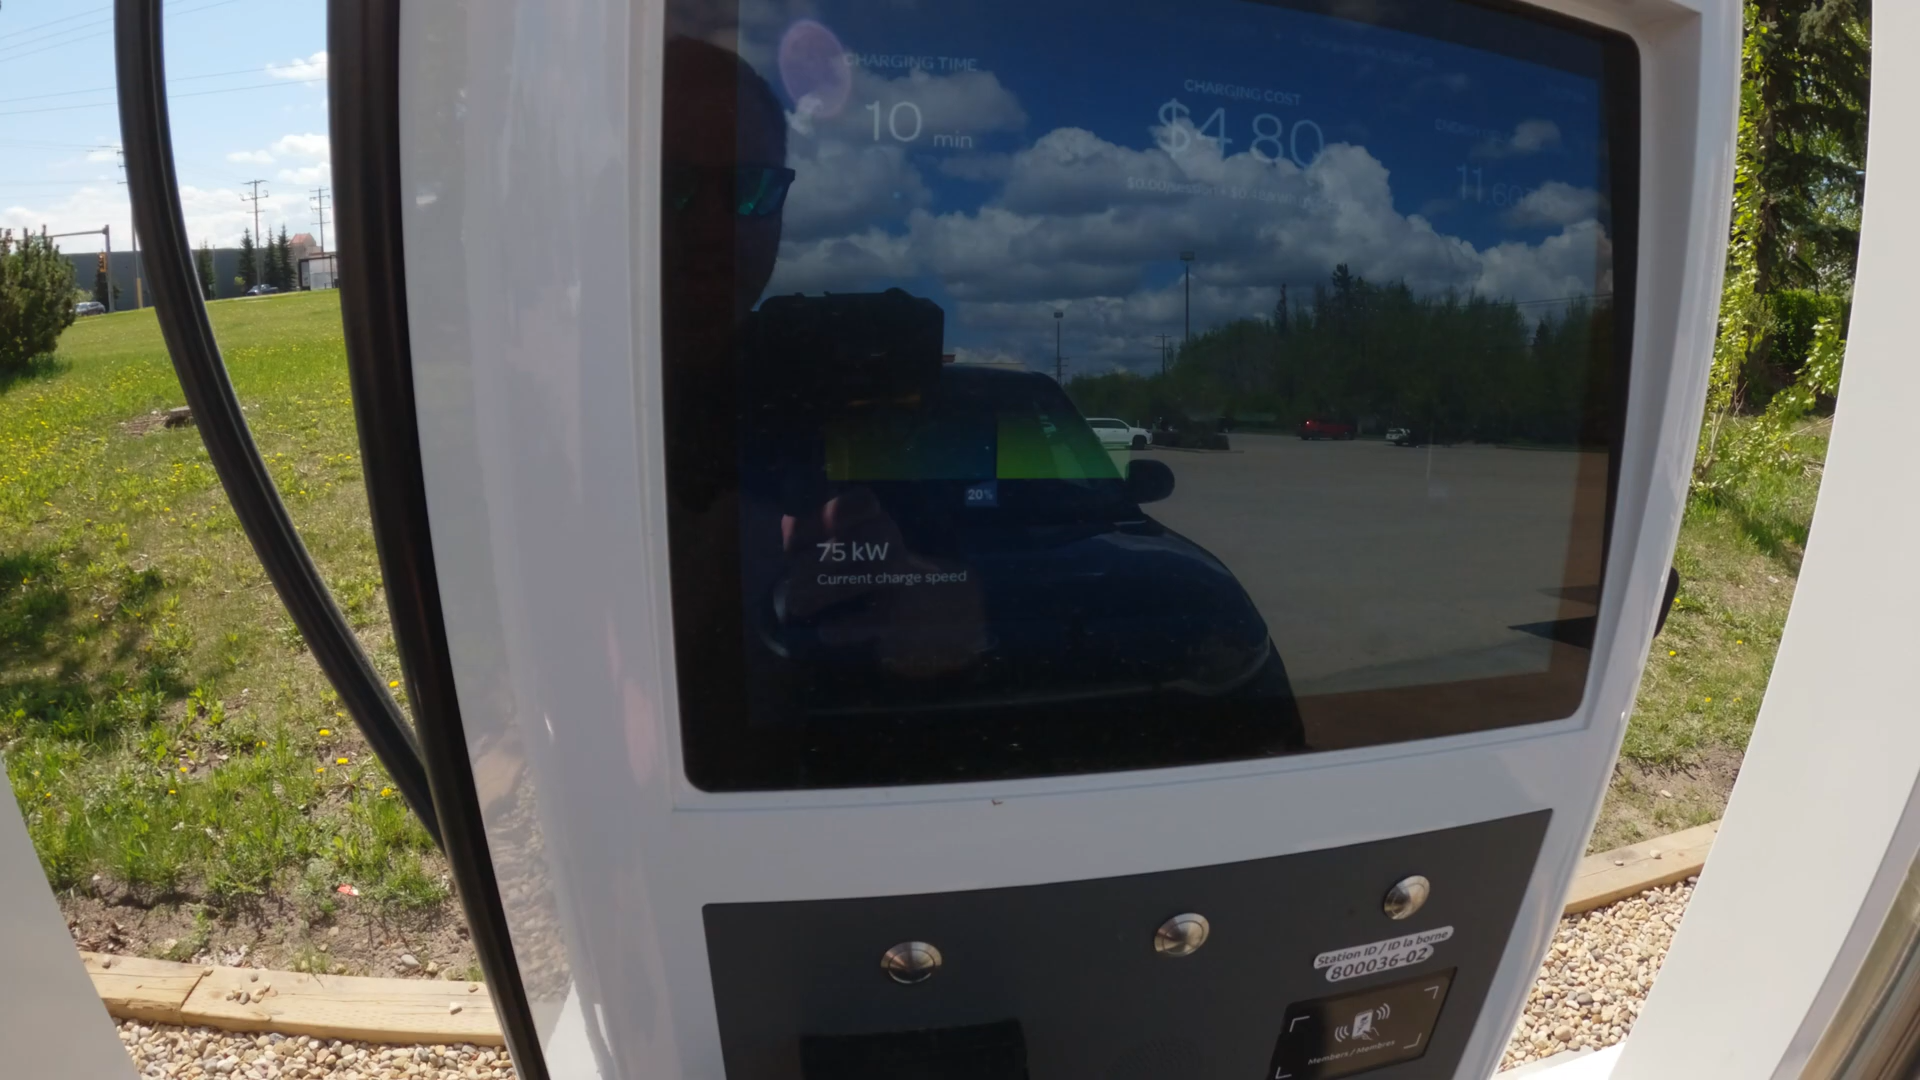 CHARGING TIME
10 min
CHARGING COST
$4.80
20%
75 kW
Current charge speed
Station ID / ID la borne
800036-02
Members / Membres